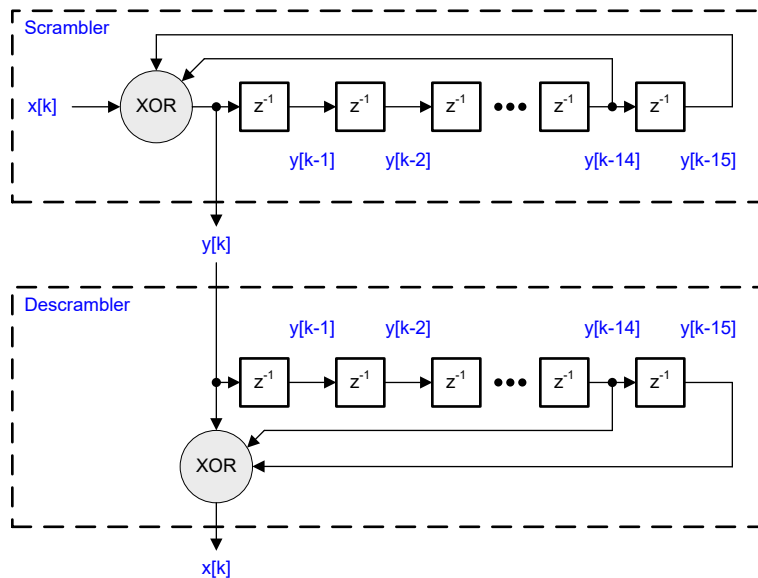 Scrambler
x[k]
XOR
z⁻¹
z⁻¹
z⁻¹
z⁻¹
z⁻¹
y[k-1]
y[k-2]
y[k-14]
y[k-15]
y[k]
Descrambler
y[k-1]
y[k-2]
y[k-14]
y[k-15]
z⁻¹
z⁻¹
z⁻¹
z⁻¹
z⁻¹
XOR
x[k]